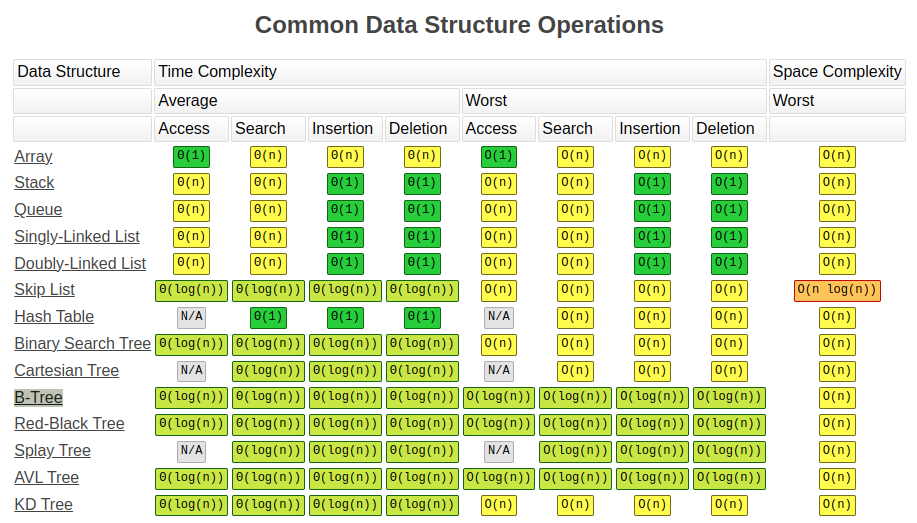 Common Data Structure Operations
Data Structure Time Complexity Space Complexity
Average Worst Worst
Access Search Insertion Deletion Access Search Insertion Deletion
Array Θ(1) Θ(n) Θ(n) Θ(n) O(1) O(n) O(n) O(n) O(n)
Stack Θ(n) Θ(n) Θ(1) Θ(1) O(n) O(n) O(1) O(1) O(n)
Queue Θ(n) Θ(n) Θ(1) Θ(1) O(n) O(n) O(1) O(1) O(n)
Singly-Linked List Θ(n) Θ(n) Θ(1) Θ(1) O(n) O(n) O(1) O(1) O(n)
Doubly-Linked List Θ(n) Θ(n) Θ(1) Θ(1) O(n) O(n) O(1) O(1) O(n)
Skip List Θ(log(n)) Θ(log(n)) Θ(log(n)) Θ(log(n)) O(n) O(n) O(n) O(n) O(n log(n))
Hash Table N/A Θ(1) Θ(1) Θ(1) N/A O(n) O(n) O(n) O(n)
Binary Search Tree Θ(log(n)) Θ(log(n)) Θ(log(n)) Θ(log(n)) O(n) O(n) O(n) O(n) O(n)
Cartesian Tree N/A Θ(log(n)) Θ(log(n)) Θ(log(n)) N/A O(n) O(n) O(n) O(n)
B-Tree Θ(log(n)) Θ(log(n)) Θ(log(n)) Θ(log(n)) O(log(n)) O(log(n)) O(log(n)) O(log(n)) O(n)
Red-Black Tree Θ(log(n)) Θ(log(n)) Θ(log(n)) Θ(log(n)) O(log(n)) O(log(n)) O(log(n)) O(log(n)) O(n)
Splay Tree N/A Θ(log(n)) Θ(log(n)) Θ(log(n)) N/A O(log(n)) O(log(n)) O(log(n)) O(n)
AVL Tree Θ(log(n)) Θ(log(n)) Θ(log(n)) Θ(log(n)) O(log(n)) O(log(n)) O(log(n)) O(log(n)) O(n)
KD Tree Θ(log(n)) Θ(log(n)) Θ(log(n)) Θ(log(n)) O(n) O(n) O(n) O(n) O(n)